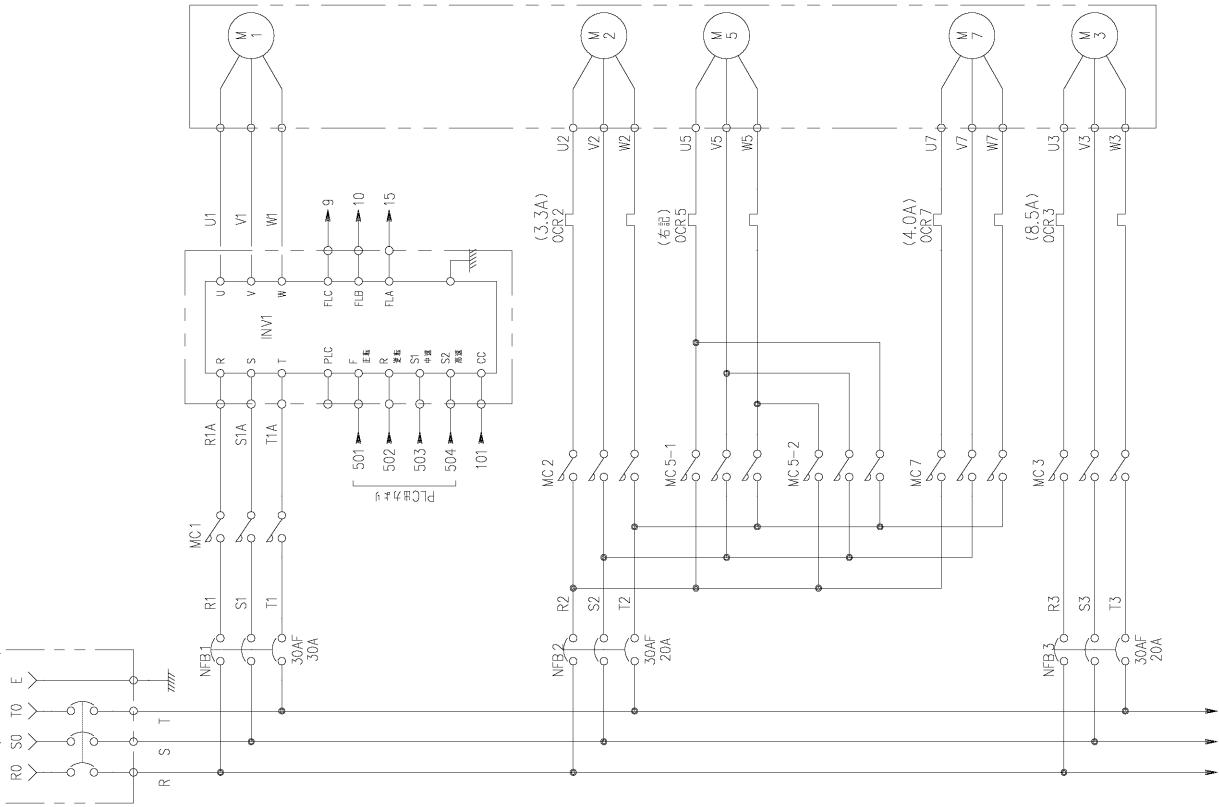 M
1
M
2
M
5
M
7
M
3
U1
V1
W1
U2
V2
W2
U5
V5
W5
U7
V7
W7
U3
V3
W3
9
10
15
(3.3A)
OCR 2
(右記)
OCR 5
(4.0A)
OCR 7
(8.5A)
OCR 3
U
V
W
FLC
FLB
FLA
INV1
R
S
T
PLC
F
正転
R
逆転
S1
中速
S2
高速
CC
R1A
S1A
T1A
501
502
503
504
101
PLC出力より
MC 1
MC 2
MC 5-1
MC 5-2
MC 7
MC 3
R1
S1
T1
R2
S2
T2
R3
S3
T3
NFB 1
30AF
30A
NFB 2
30AF
20A
NFB 3
30AF
20A
E
T0
S0
R0
T
S
R